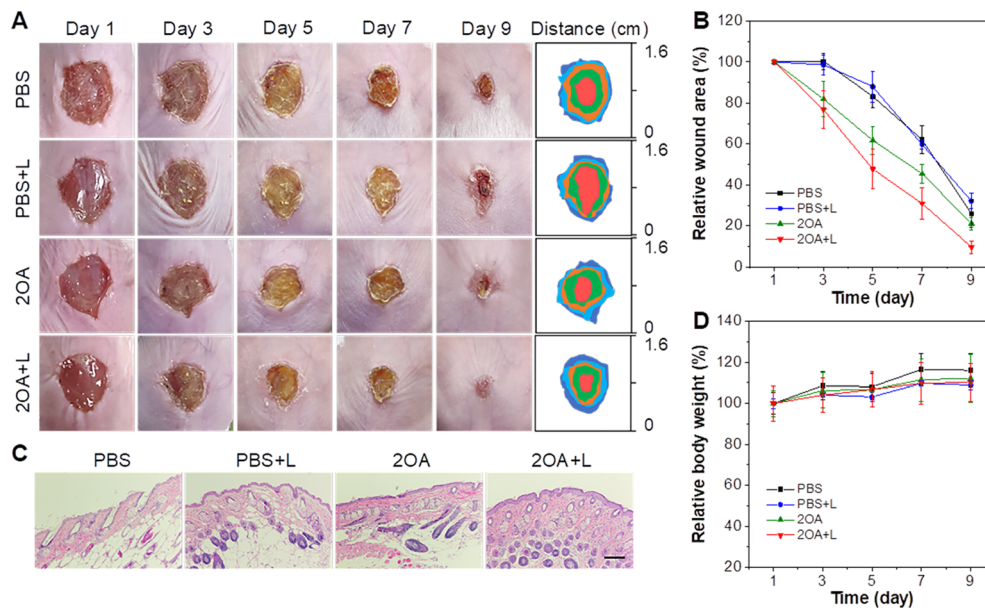 A
Day 1 Day 3 Day 5 Day 7 Day 9 Distance (cm)
PBS
1.6
0
PBS+L
1.6
0
2OA
1.6
0
2OA+L
1.6
0
B
Relative wound area (%)
120
100
80
60
40
20
0
PBS
PBS+L
2OA
2OA+L
1 3 5 7 9
Time (day)
C
PBS PBS+L 2OA 2OA+L
D
Relative body weight (%)
140
120
100
80
60
40
20
PBS
PBS+L
2OA
2OA+L
1 3 5 7 9
Time (day)